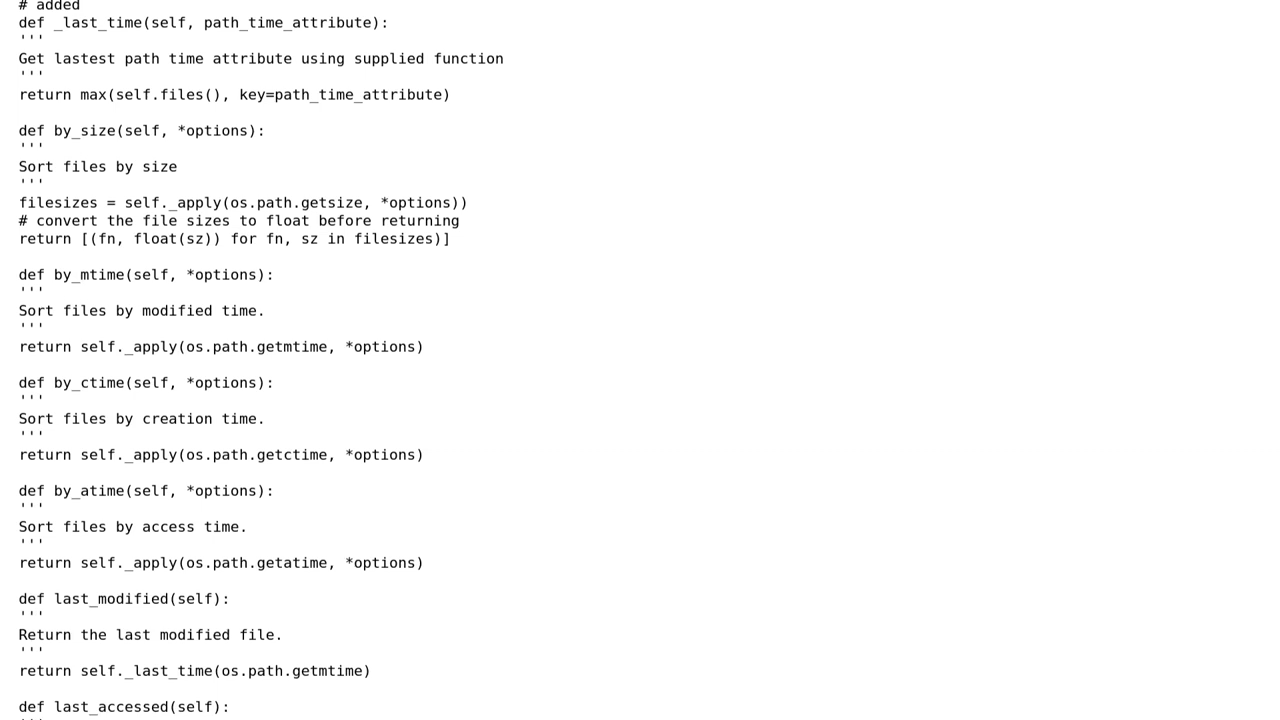 # added
def _last_time(self, path_time_attribute):
'''
Get lastest path time attribute using supplied function
'''
return max(self.files(), key=path_time_attribute)
def by_size(self, *options):
'''
Sort files by size
'''
filesizes = self._apply(os.path.getsize, *options))
# convert the file sizes to float before returning
return [(fn, float(sz)) for fn, sz in filesizes)]
def by_mtime(self, *options):
'''
Sort files by modified time.
'''
return self._apply(os.path.getmtime, *options)
def by_ctime(self, *options):
'''
Sort files by creation time.
'''
return self._apply(os.path.getctime, *options)
def by_atime(self, *options):
'''
Sort files by access time.
'''
return self._apply(os.path.getatime, *options)
def last_modified(self):
'''
Return the last modified file.
'''
return self._last_time(os.path.getmtime)
def last_accessed(self):
'''